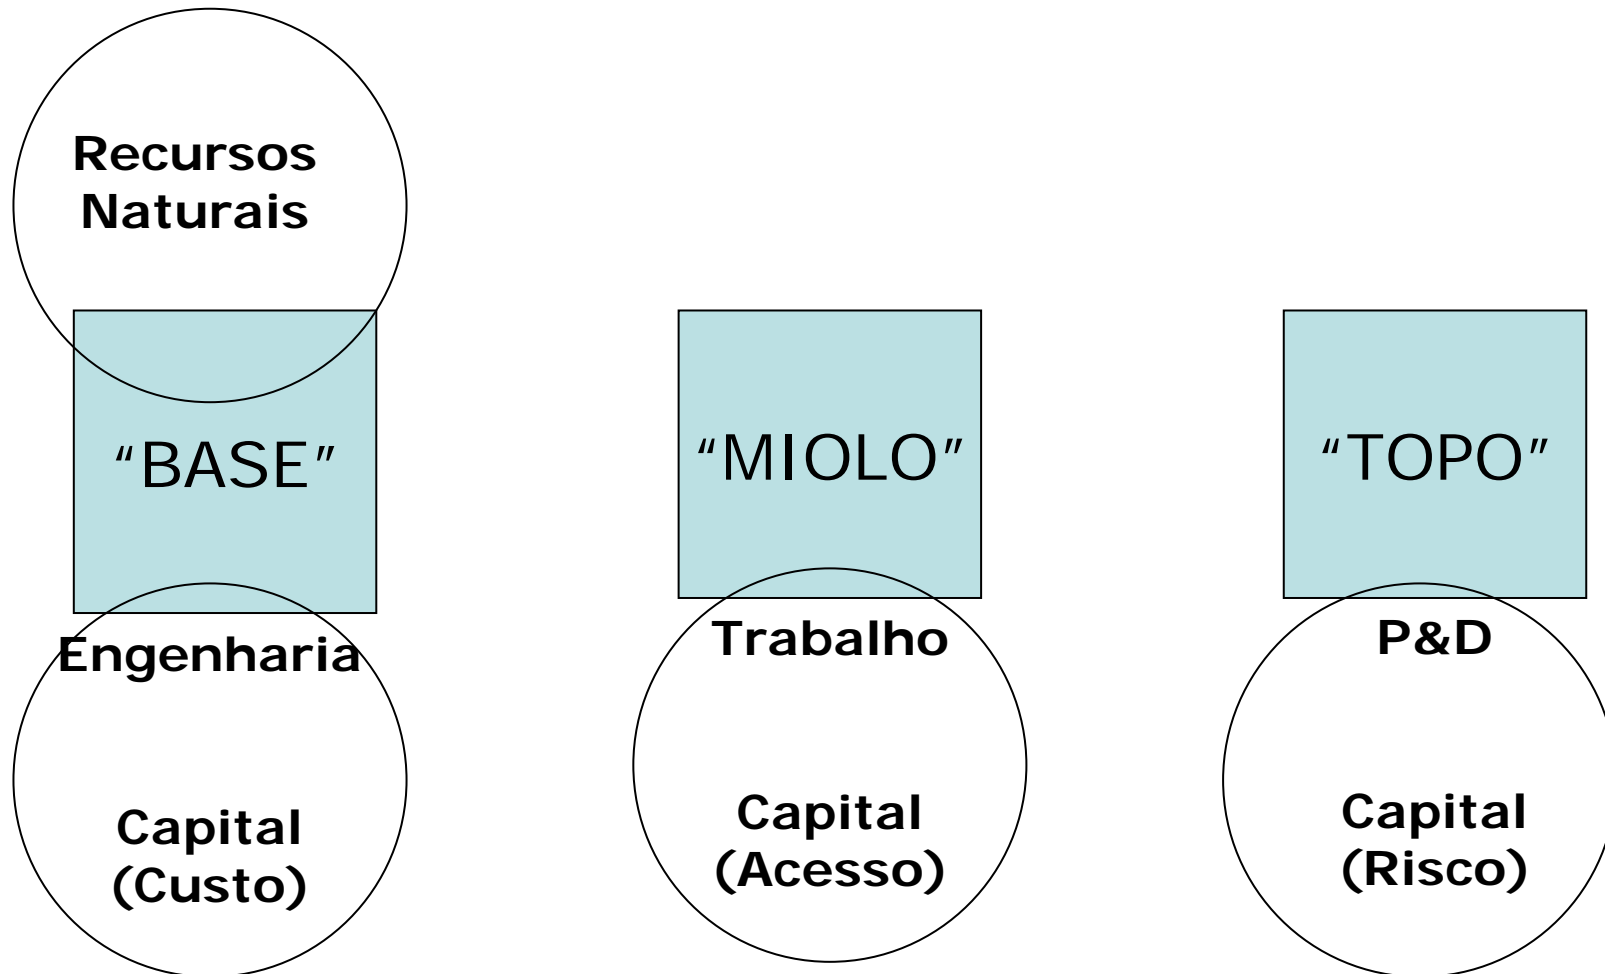 Recursos
Naturais
“BASE”
Engenharia
Capital
(Custo)
“MIOLO”
Trabalho
Capital
(Acesso)
“TOPO”
P&D
Capital
(Risco)